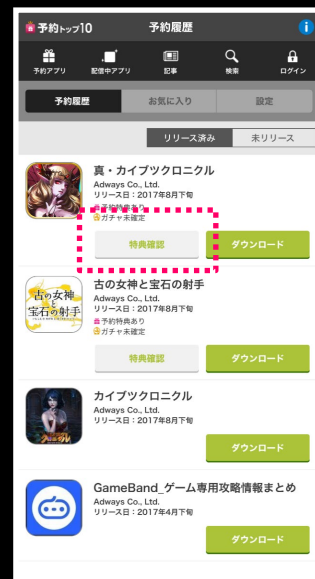 予約トップ10
予約履歴
予約アプリ
配信中アプリ
記事
検索
ログイン
予約履歴
お気に入り
設定
リリース済み
未リリース
真・カイブツクロニクル
Adways Co., Ltd.
リリース日：2017年8月下旬
予約特典あり
ガチャ未確定
特典確認
ダウンロード
古の女神
と
宝石の射手
古の女神と宝石の射手
Adways Co., Ltd.
リリース日：2017年8月下旬
予約特典あり
ガチャ未確定
特典確認
ダウンロード
カイブツクロニクル
Adways Co., Ltd.
リリース日：2017年8月下旬
ダウンロード
GameBand_ゲーム専用攻略情報まとめ
Adways Co., Ltd.
リリース日：2017年4月下旬
ダウンロード